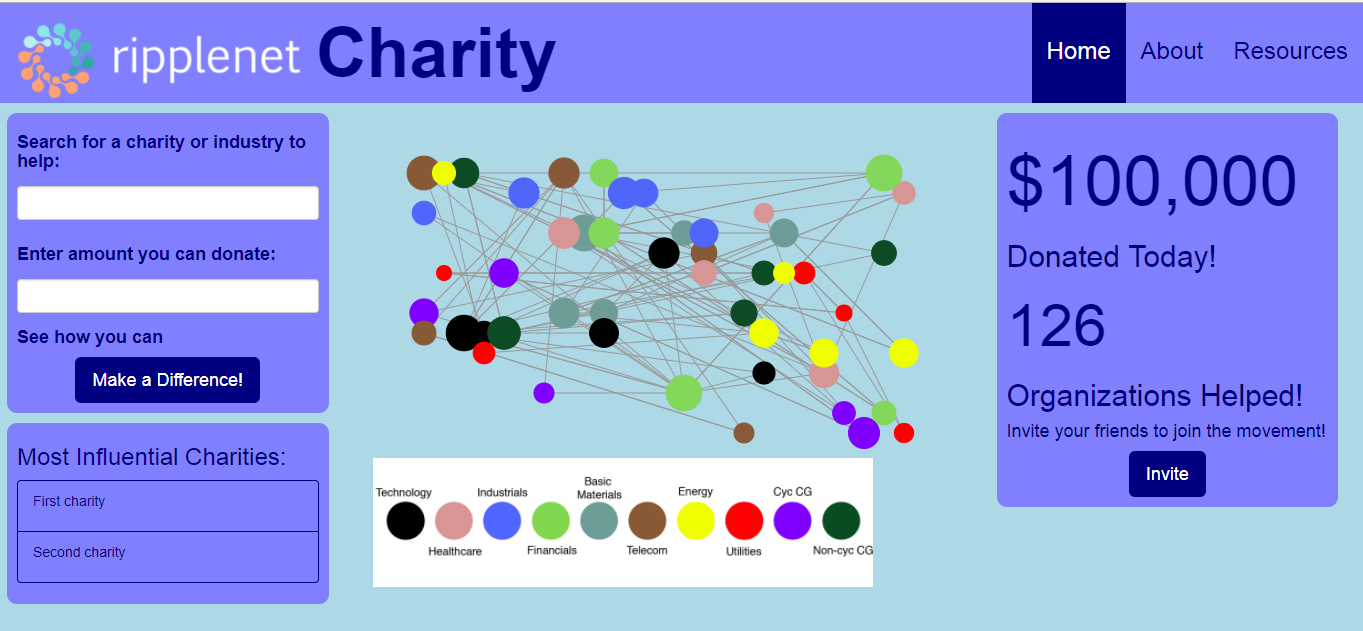 ripplenet Charity
Home About Resources
Search for a charity or industry to
help:
Enter amount you can donate:
See how you can
Make a Difference!
Most Influential Charities:
First charity
Second charity
Technology
Healthcare
Industrials
Financials
Basic
Materials
Telecom
Energy
Utilities
Cyc CG
Non-cyc CG
$100,000
Donated Today!
126
Organizations Helped!
Invite your friends to join the movement!
Invite